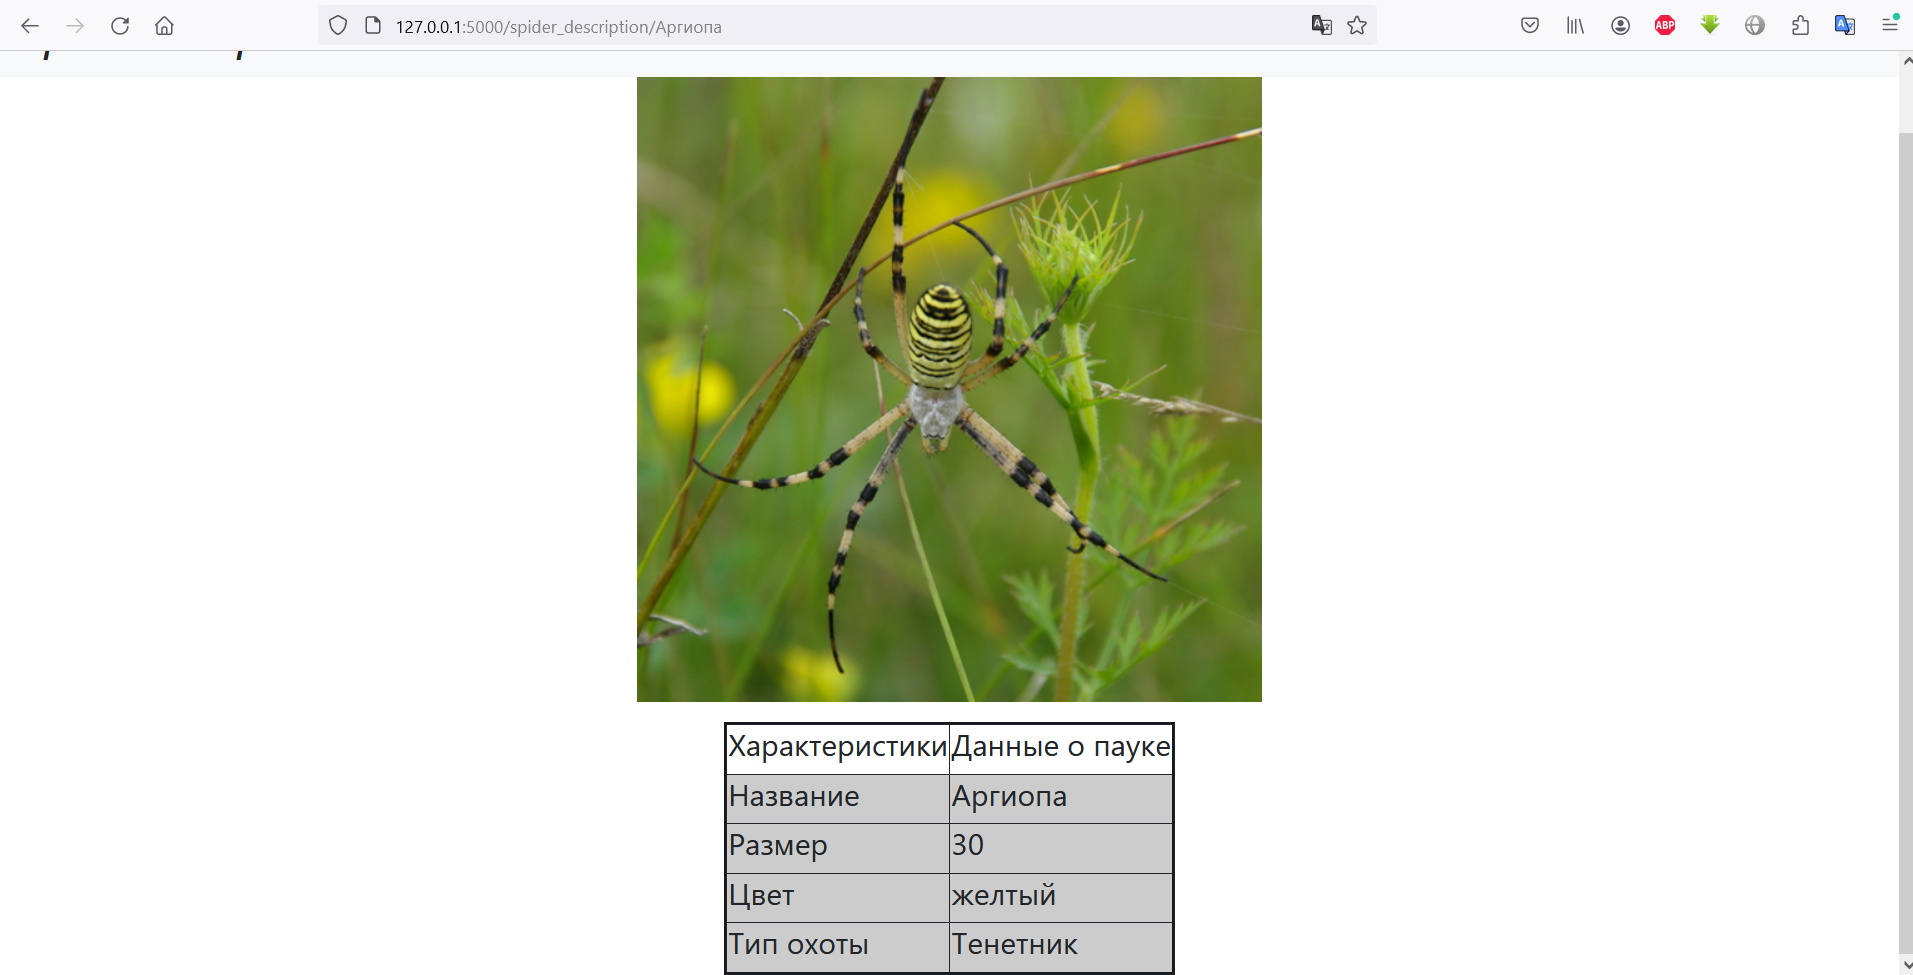 127.0.0.1:5000/spider_description/Аргиопа
ABP
Характеристики Данные о пауке
Название Аргиопа
Размер 30
Цвет желтый
Тип охоты Тенетник